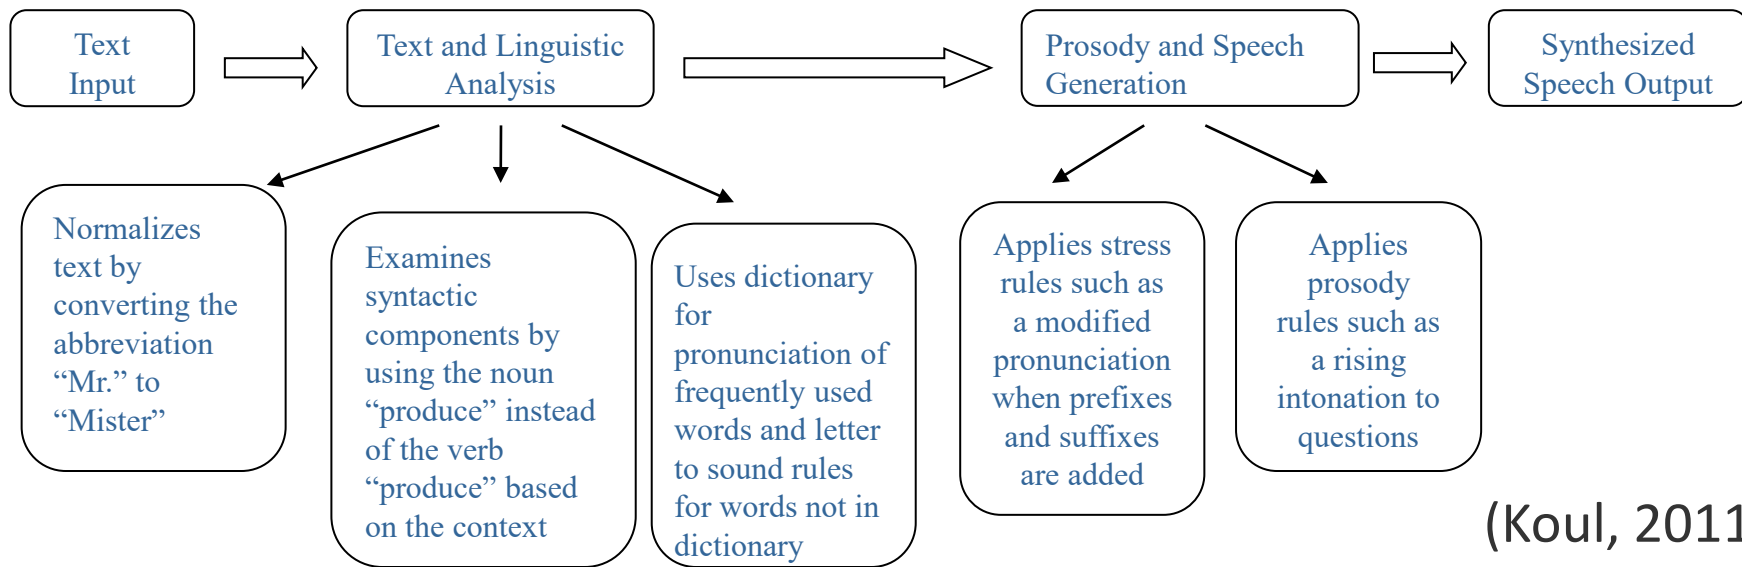 Text
Input
Text and Linguistic
Analysis
Prosody and Speech
Generation
Synthesized
Speech Output
Normalizes
text by
converting the
abbreviation
“Mr.” to
“Mister”
Examines
syntactic
components by
using the noun
“produce” instead
of the verb
“produce” based
on the context
Uses dictionary
for
pronunciation of
frequently used
words and letter
to sound rules
for words not in
dictionary
Applies stress
rules such as
a modified
pronunciation
when prefixes
and suffixes
are added
Applies
prosody
rules such as
a rising
intonation to
questions
(Koul, 2011